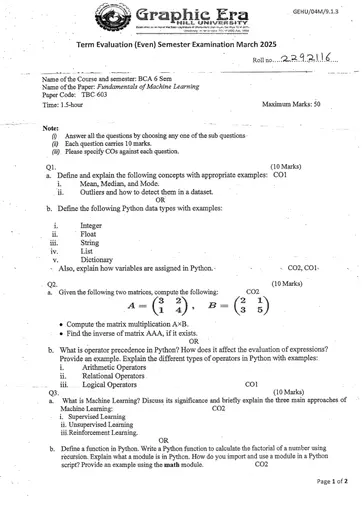 GEHU/04M/9.1.3
Graphic Era
HILL UNIVERSITY
Term Evaluation (Even) Semester Examination March 2025
Roll no....2292116....
Name of the Course and semester: BCA 6 Sem
Name of the Paper: Fundamentals of Machine Learning
Paper Code: TBC 603
Time: 1.5-hour Maximum Marks: 50
Note:
(i) Answer all the questions by choosing any one of the sub questions
(ii) Each question carries 10 marks.
(iii) Please specify COs against each question.
Q1. (10 Marks)
a. Define and explain the following concepts with appropriate examples: CO1
i. Mean, Median, and Mode.
ii. Outliers and how to detect them in a dataset.
OR
b. Define the following Python data types with examples:
i. Integer
ii. Float
iii. String
iv. List
v. Dictionary
Also, explain how variables are assigned in Python. CO2, CO1
Q2. (10 Marks)
a. Given the following two matrices, compute the following: CO2
A = (3 2
1 4), B = (2 1
3 5)
• Compute the matrix multiplication A×B.
• Find the inverse of matrix AAA, if it exists.
OR
b. What is operator precedence in Python? How does it affect the evaluation of expressions?
Provide an example. Explain the different types of operators in Python with examples:
i. Arithmetic Operators
ii. Relational Operators
iii. Logical Operators CO1
Q3. (10 Marks)
a. What is Machine Learning? Discuss its significance and briefly explain the three main approaches of
Machine Learning: CO2
i. Supervised Learning
ii. Unsupervised Learning
iii. Reinforcement Learning.
OR
b. Define a function in Python. Write a Python function to calculate the factorial of a number using
recursion. Explain what a module is in Python. How do you import and use a module in a Python
script? Provide an example using the math module. CO2
Page 1 of 2